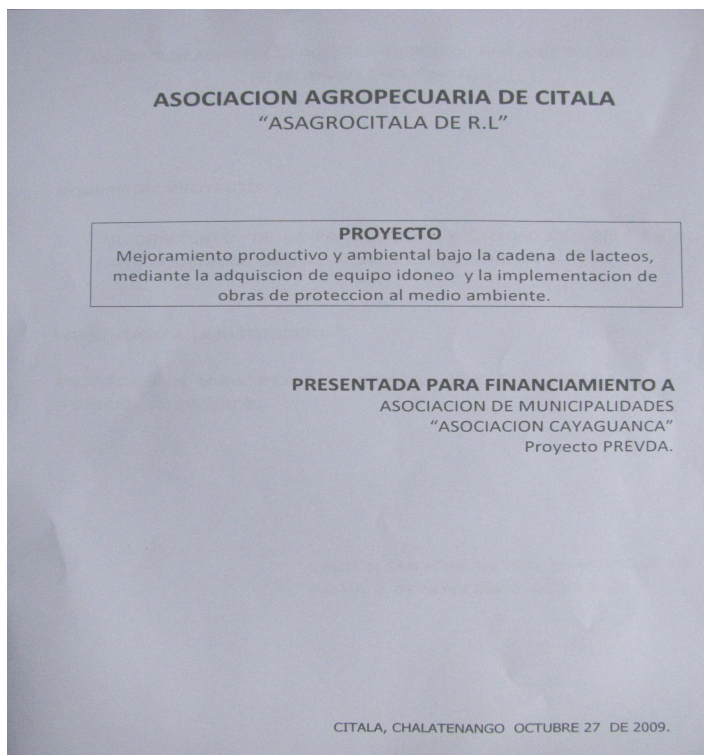 ASOCIACION AGROPECUARIA DE CITALA
“ASAGROCITALA DE R.L”
PROYECTO
Mejoramiento productivo y ambiental bajo la cadena de lacteos,
mediante la adquiscion de equipo idoneo y la implementacion de
obras de proteccion al medio ambiente.
PRESENTADA PARA FINANCIAMIENTO A
ASOCIACION DE MUNICIPALIDADES
“ASOCIACION CAYAGUANCA”
Proyecto PREVDA.
CITALA, CHALATENANGO OCTUBRE 27 DE 2009.